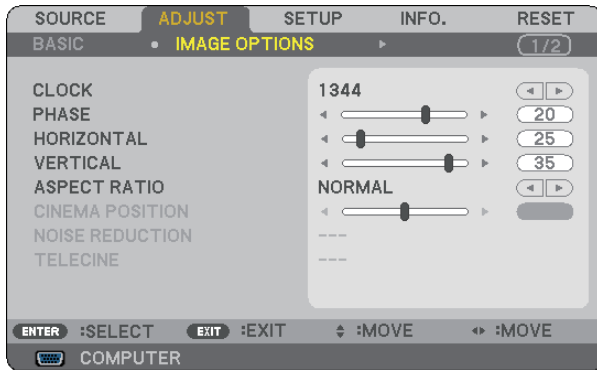 SOURCE ADJUST SETUP INFO. RESET
BASIC • IMAGE OPTIONS ▶ 1/2
CLOCK 1344
PHASE 20
HORIZONTAL 25
VERTICAL 35
ASPECT RATIO NORMAL
CINEMA POSITION
NOISE REDUCTION ---
TELECINE ---
ENTER :SELECT EXIT :EXIT :MOVE :MOVE
COMPUTER